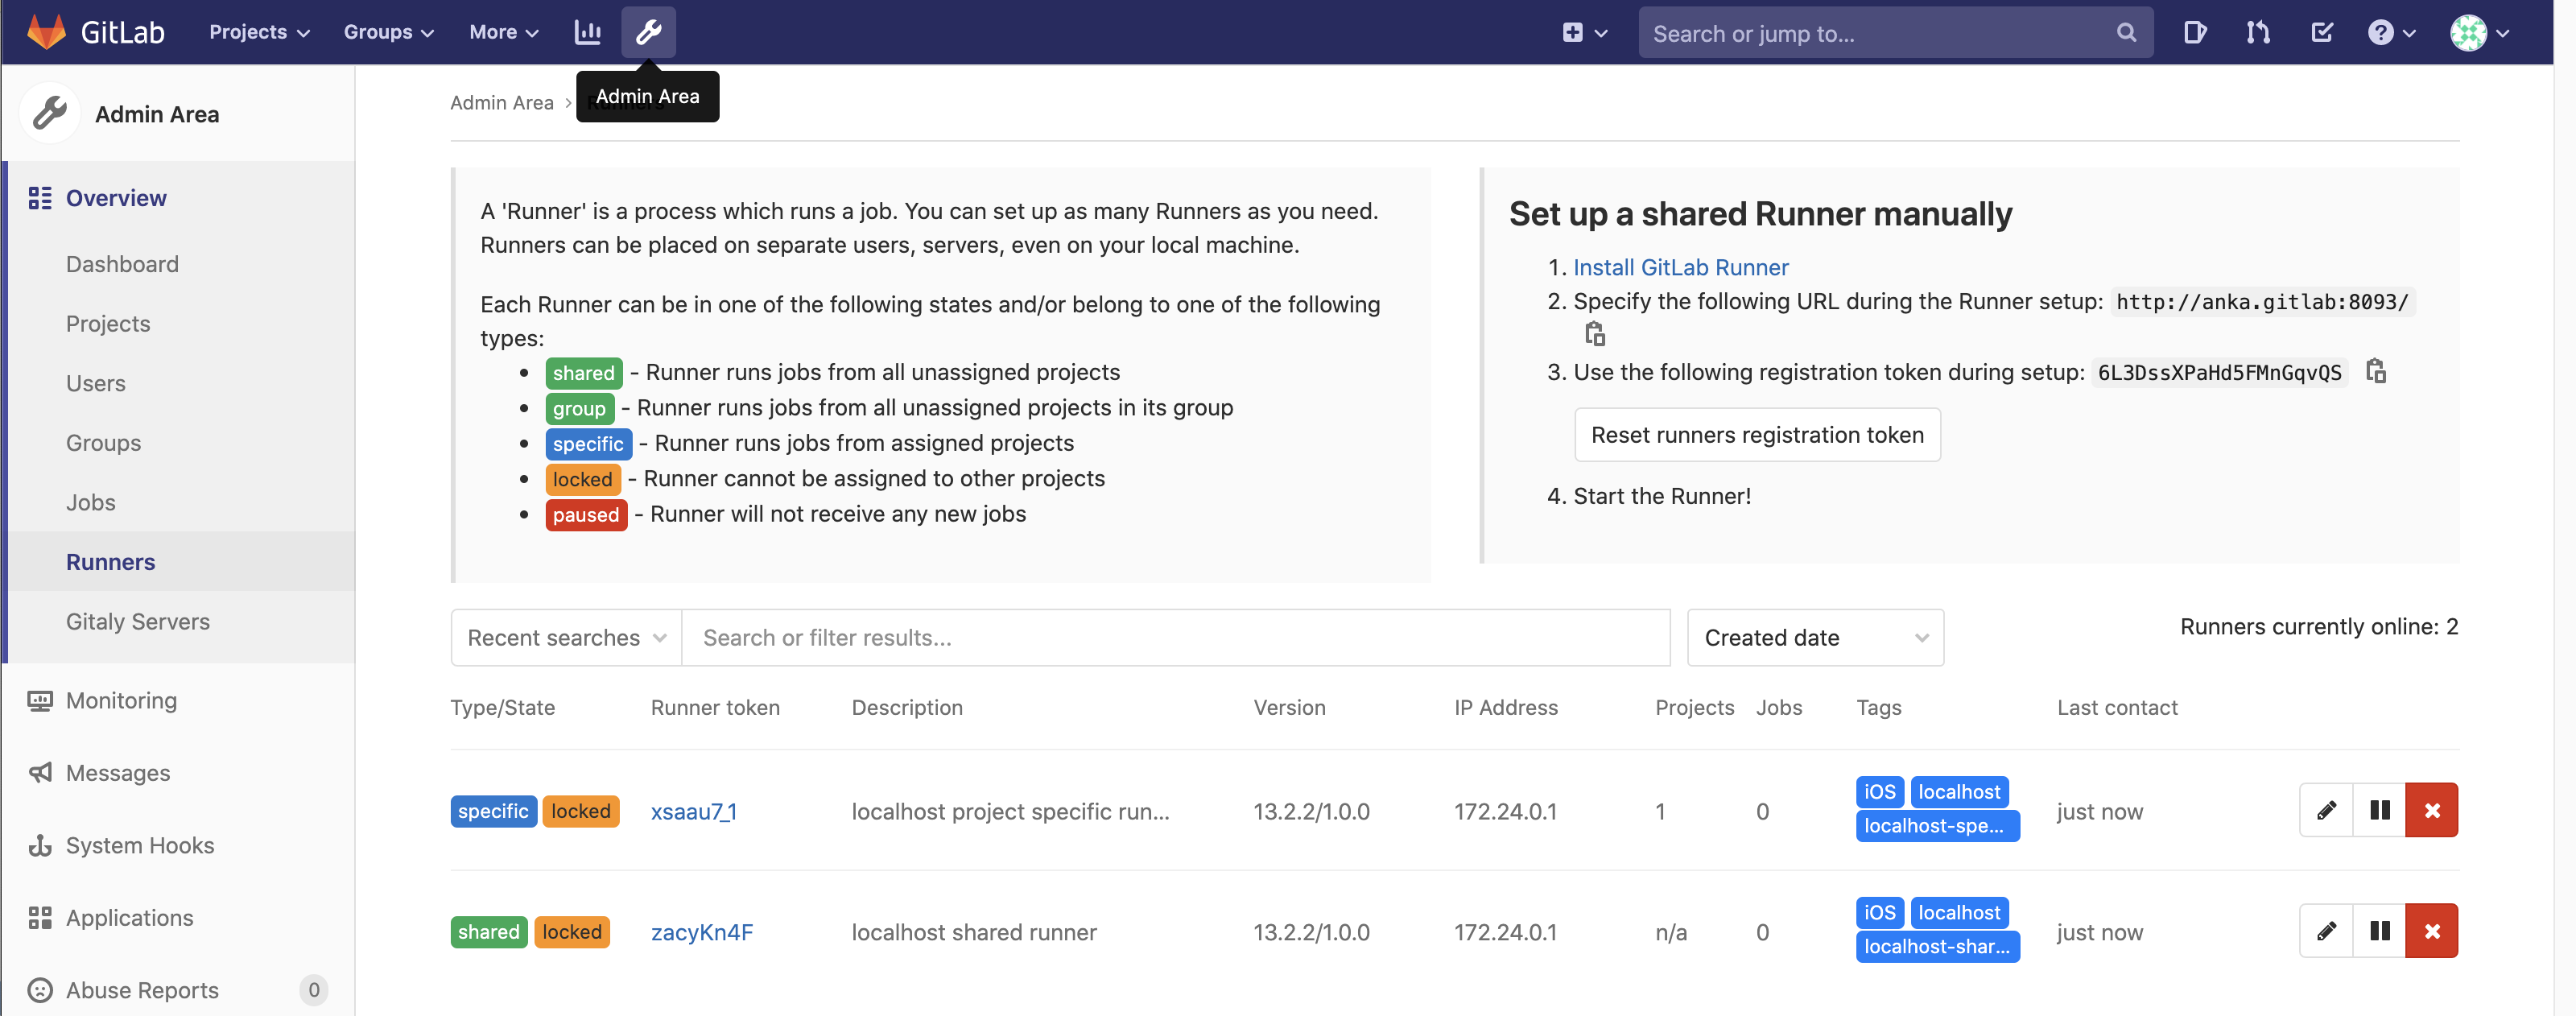 GitLab Projects Groups More Search or jump to...
Admin Area
Admin Area
Admin Area › Runners
Overview
Dashboard
Projects
Users
Groups
Jobs
Runners
Gitaly Servers
Monitoring
Messages
System Hooks
Applications
Abuse Reports 0
A 'Runner' is a process which runs a job. You can set up as many Runners as you need.
Runners can be placed on separate users, servers, even on your local machine.
Each Runner can be in one of the following states and/or belong to one of the following
types:
shared - Runner runs jobs from all unassigned projects
group - Runner runs jobs from all unassigned projects in its group
specific - Runner runs jobs from assigned projects
locked - Runner cannot be assigned to other projects
paused - Runner will not receive any new jobs
Set up a shared Runner manually
1. Install GitLab Runner
2. Specify the following URL during the Runner setup: http://anka.gitlab:8093/
3. Use the following registration token during setup: 6L3DssXPaHd5FMnGqvQS
Reset runners registration token
4. Start the Runner!
Recent searches Search or filter results... Created date Runners currently online: 2
Type/State Runner token Description Version IP Address Projects Jobs Tags Last contact
specific locked xsaau7_1 localhost project specific run... 13.2.2/1.0.0 172.24.0.1 1 0 iOS localhost just now
localhost-spe...
shared locked zacyKn4F localhost shared runner 13.2.2/1.0.0 172.24.0.1 n/a 0 iOS localhost just now
localhost-shar...